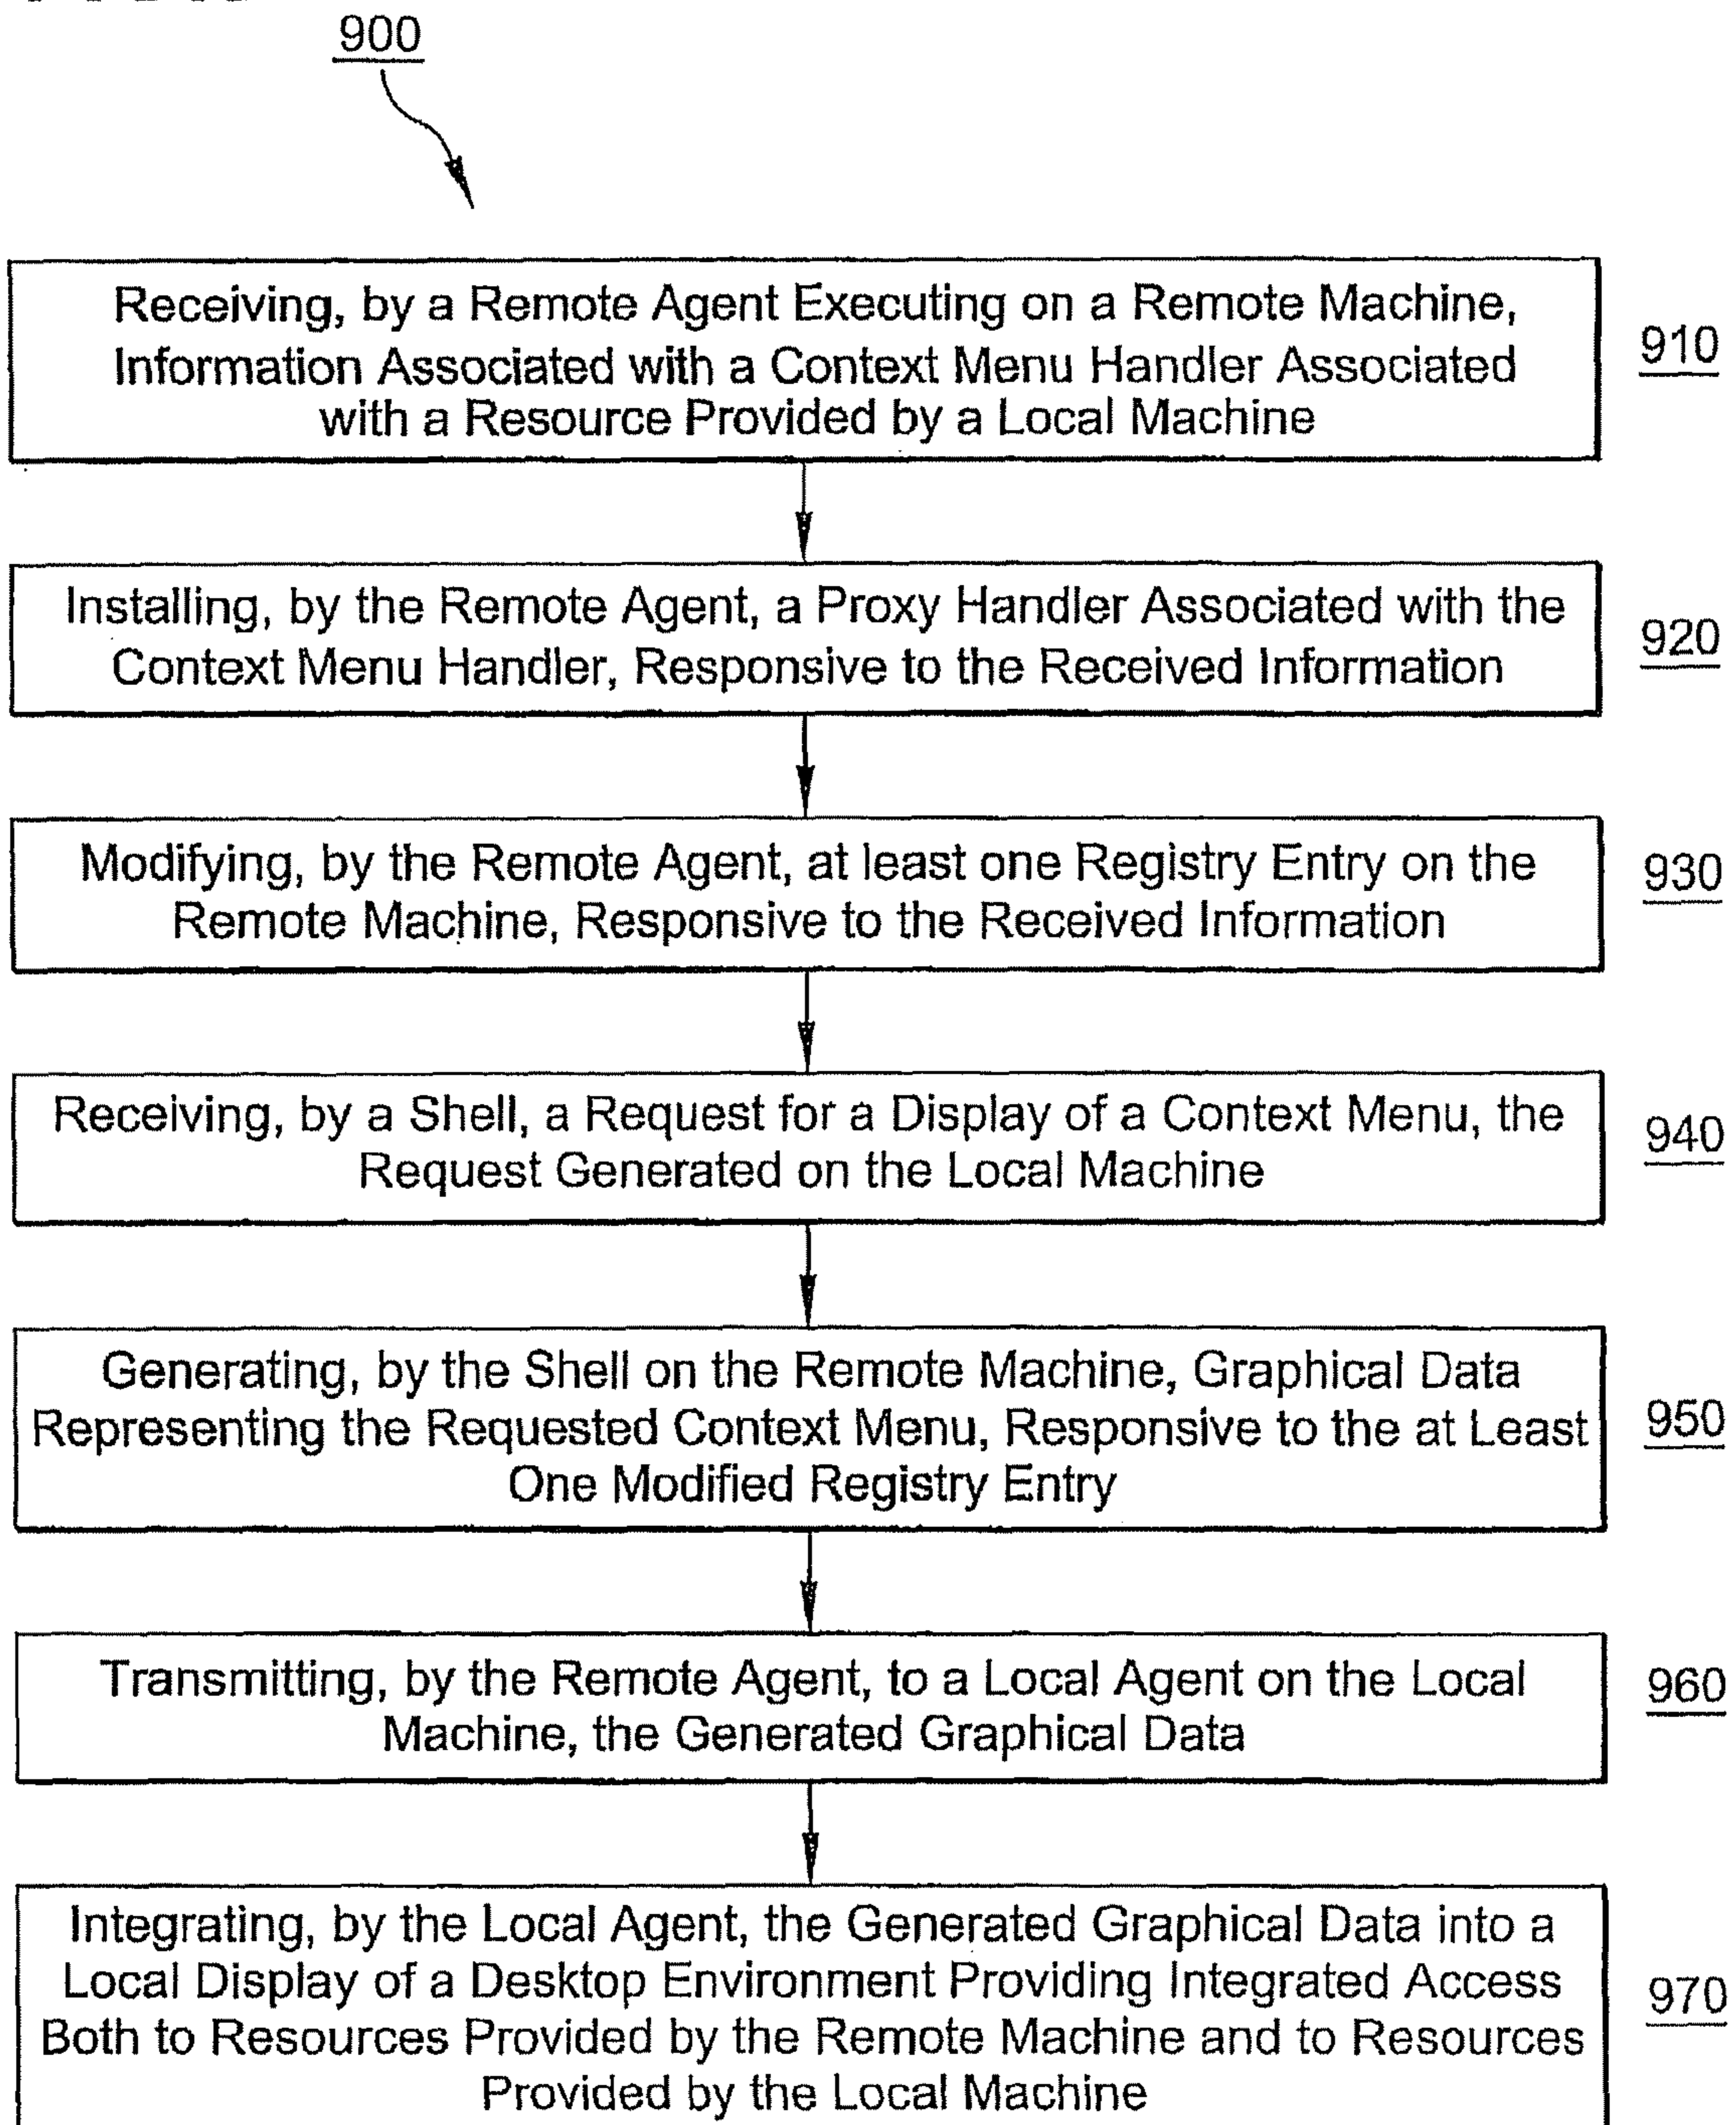 900
Receiving, by a Remote Agent Executing on a Remote Machine,
Information Associated with a Context Menu Handler Associated
with a Resource Provided by a Local Machine
910
Installing, by the Remote Agent, a Proxy Handler Associated with the
Context Menu Handler, Responsive to the Received Information
920
Modifying, by the Remote Agent, at least one Registry Entry on the
Remote Machine, Responsive to the Received Information
930
Receiving, by a Shell, a Request for a Display of a Context Menu, the
Request Generated on the Local Machine
940
Generating, by the Shell on the Remote Machine, Graphical Data
Representing the Requested Context Menu, Responsive to the at Least
One Modified Registry Entry
950
Transmitting, by the Remote Agent, to a Local Agent on the Local
Machine, the Generated Graphical Data
960
Integrating, by the Local Agent, the Generated Graphical Data into a
Local Display of a Desktop Environment Providing Integrated Access
Both to Resources Provided by the Remote Machine and to Resources
Provided by the Local Machine
970